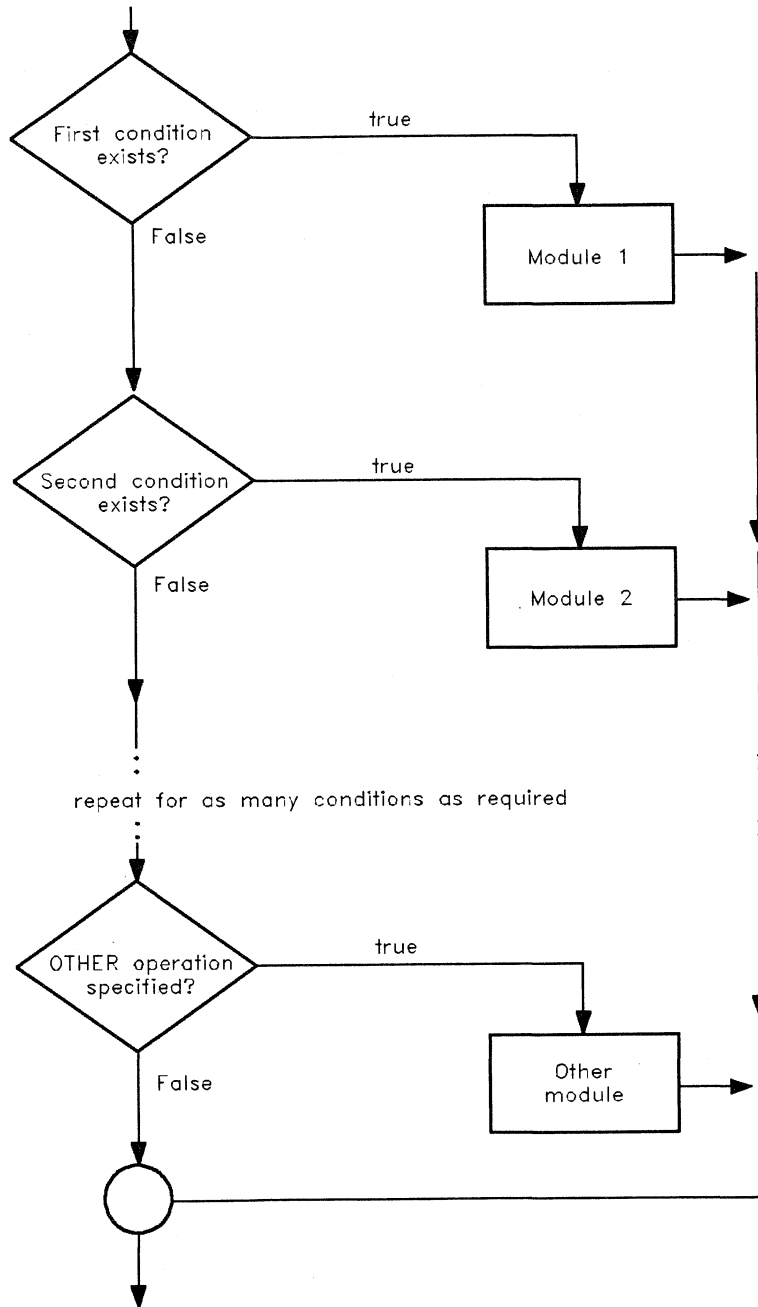 First condition
exists?
true
False
Module 1
Second condition
exists?
true
False
Module 2
repeat for as many conditions as required
OTHER operation
specified?
true
False
Other
module